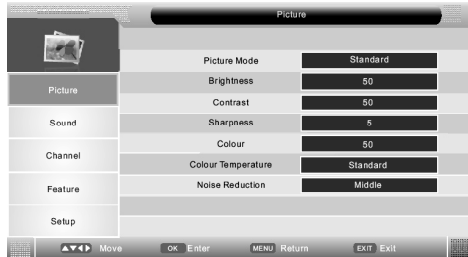 Picture
Picture Mode Standard
Picture
Brightness 50
Contrast 50
Sound
Sharpness 5
Channel
Colour 50
Colour Temperature Standard
Feature
Noise Reduction Middle
Setup
Move OK Enter MENU Return EXIT Exit